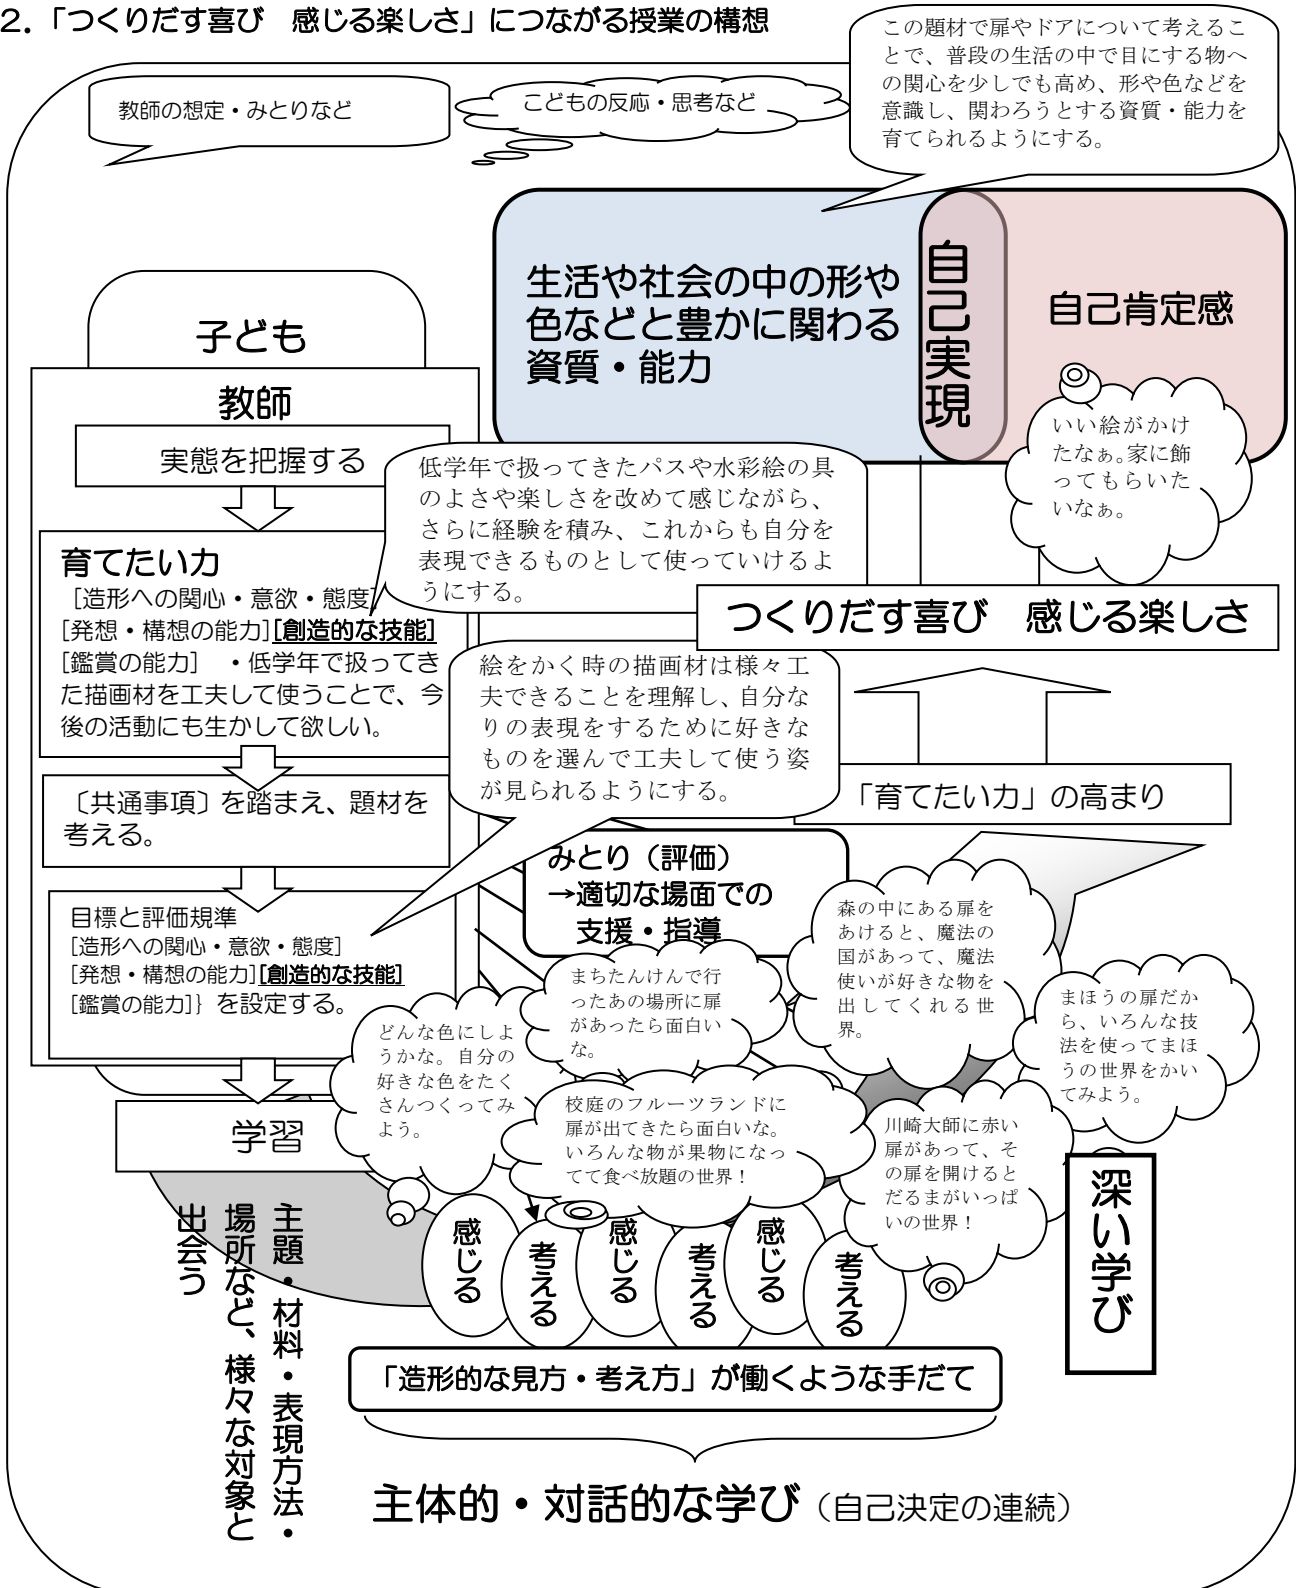 2．「つくりだす喜び　感じる楽しさ」につながる授業の構想
この題材で扉やドアについて考えるこ
とで、普段の生活の中で目にする物へ
の関心を少しでも高め、形や色などを
意識し、関わろうとする資質・能力を
育てられるようにする。
教師の想定・みとりなど
こどもの反応・思考など
生活や社会の中の形や
色などと豊かに関わる
資質・能力
自己実現
自己肯定感
いい絵がかけ
たなぁ。家に飾
ってもらいた
いなぁ。
子ども
教師
実態を把握する
低学年で扱ってきたパスや水彩絵の具
のよさや楽しさを改めて感じながら、
さらに経験を積み、これからも自分を
表現できるものとして使っていけるよ
うにする。
育てたい力
［造形への関心・意欲・態度］
[発想・構想の能力][創造的な技能]
[鑑賞の能力]　・低学年で扱ってき
た描画材を工夫して使うことで、今
後の活動にも生かして欲しい。
つくりだす喜び　感じる楽しさ
絵をかく時の描画材は様々工
夫できることを理解し、自分な
りの表現をするために好きな
ものを選んで工夫して使う姿
が見られるようにする。
「育てたい力」の高まり
〔共通事項〕を踏まえ、題材を
考える。
みとり（評価）
→適切な場面での
支援・指導
目標と評価規準
[造形への関心・意欲・態度]
[発想・構想の能力][創造的な技能]
[鑑賞の能力]｝を設定する。
森の中にある扉を
あけると、魔法の
国があって、魔法
使いが好きな物を
出してくれる世
界。
まちたんけんで行
ったあの場所に扉
があったら面白い
な。
まほうの扉だか
ら、いろんな技
法を使ってまほ
うの世界をかい
てみよう。
どんな色にしよ
うかな。自分の
好きな色をたく
さんつくってみ
よう。
校庭のフルーツランドに
扉が出てきたら面白いな。
いろんな物が果物になっ
てて食べ放題の世界！
川崎大師に赤い
扉があって、そ
の扉を開けると
だるまがいっぱ
いの世界！
学習
主題・材料・表現方法・
場所など、様々な対象と
出会う
感じる
考える
感じる
考える
感じる
考える
深い学び
「造形的な見方・考え方」が働くような手だて
主体的・対話的な学び（自己決定の連続）